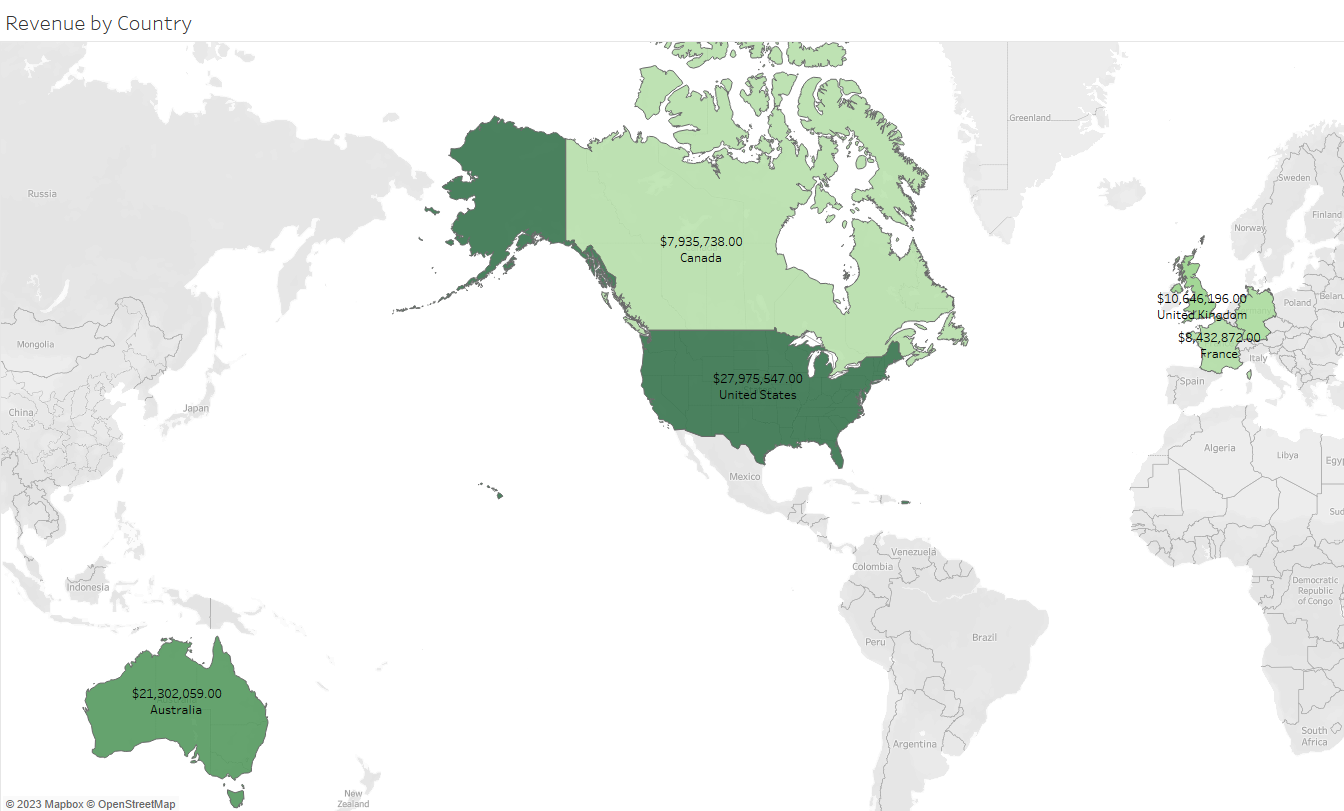 Revenue by Country
Greenland
Russia
Sweden
Finland
Norway
$7,935,738.00
Canada
$10,646,196.00
United Kingdom
Poland
Belar
$8,432,872.00
France
Italy
Mongolia
$27,975,547.00
United States
Spain
China
Japan
Algeria
Libya
Egyp
Mexico
Sud
Venezuela
Colombia
Indonesia
Democratic
Republic
of Congo
Brazil
Peru
$21,302,059.00
Australia
South
Africa
Argentina
New
Zealand
© 2023 Mapbox © OpenStreetMap